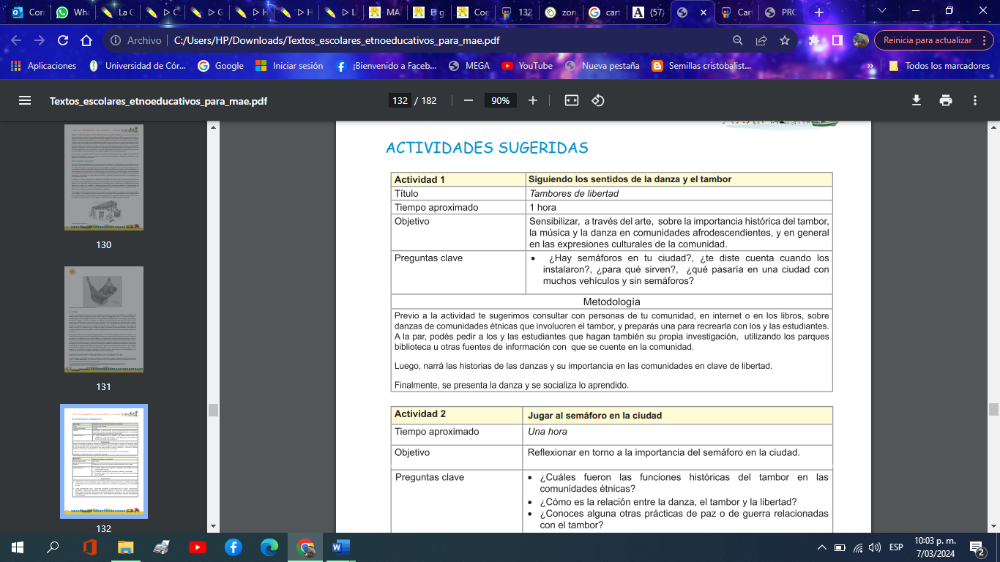 Con
Wha
La C
C
G
H
H
Li
MA
El g
Coc
132
zon
cart
(57)
Cart
PRC
Archivo
C:/Users/HP/Downloads/Textos_escolares_etnoeducativos_para_mae.pdf
Reinicia para actualizar
Aplicaciones
Universidad de Cór...
Google
Iniciar sesión
¡Bienvenido a Faceb...
MEGA
YouTube
Nueva pestaña
Semillas cristobalist...
»
Todos los marcadores
Textos_escolares_etnoeducativos_para_mae.pdf
132 / 182
90%
130
131
132
ACTIVIDADES SUGERIDAS
Actividad 1 Siguiendo los sentidos de la danza y el tambor
Título Tambores de libertad
Tiempo aproximado 1 hora
Objetivo Sensibilizar, a través del arte, sobre la importancia histórica del tambor,
la música y la danza en comunidades afrodescendientes, y en general
en las expresiones culturales de la comunidad.
Preguntas clave • ¿Hay semáforos en tu ciudad?, ¿te diste cuenta cuando los
instalaron?, ¿para qué sirven?, ¿qué pasaría en una ciudad con
muchos vehículos y sin semáforos?
Metodología
Previo a la actividad te sugerimos consultar con personas de tu comunidad, en internet o en los libros, sobre
danzas de comunidades étnicas que involucren el tambor, y preparás una para recrearla con los y las estudiantes.
A la par, podés pedir a los y las estudiantes que hagan también su propia investigación, utilizando los parques
biblioteca u otras fuentes de información con que se cuente en la comunidad.
Luego, narrá las historias de las danzas y su importancia en las comunidades en clave de libertad.
Finalmente, se presenta la danza y se socializa lo aprendido.
Actividad 2 Jugar al semáforo en la ciudad
Tiempo aproximado Una hora
Objetivo Reflexionar en torno a la importancia del semáforo en la ciudad.
Preguntas clave • ¿Cuáles fueron las funciones históricas del tambor en las
comunidades étnicas?
• ¿Cómo es la relación entre la danza, el tambor y la libertad?
• ¿Conoces alguna otras prácticas de paz o de guerra relacionadas
con el tambor?
ESP
10:03 p. m.
7/03/2024
2